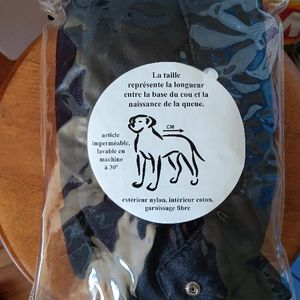 La taille
représente la longueur
entre la base du cou et la
naissance de la queue.
CM
article
imperméable,
lavable en
machine
à 30°
extérieur nylon, intérieur coton,
garnissage fibre